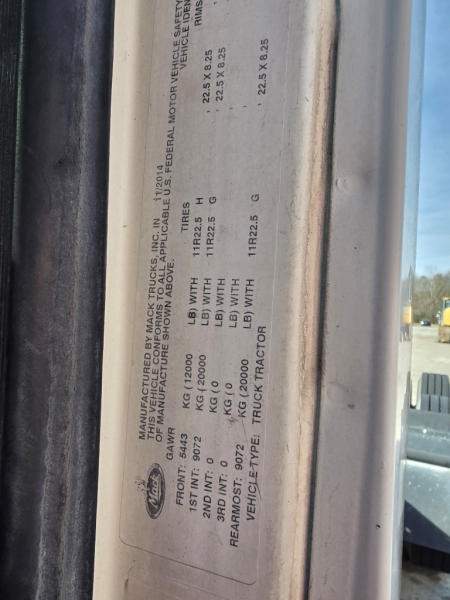 MANUFACTURED BY MACK TRUCKS, INC. IN 11/2014
THIS VEHICLE CONFORMS TO ALL APPLICABLE U.S. FEDERAL MOTOR VEHICLE SAFETY
OF MANUFACTURE SHOWN ABOVE. VEHICLE IDEN
Mack
GAWR TIRES RIMS
FRONT: 5443 KG (12000 LB) WITH 11R22.5 H , 22.5 X 8.25
1ST INT: 9072 KG (20000 LB) WITH 11R22.5 G , 22.5 X 8.25
2ND INT: 0 KG (0 LB) WITH ,
3RD INT: 0 KG (0 LB) WITH ,
REARMOST: 9072 KG (20000 LB) WITH 11R22.5 G , 22.5 X 8.25
VEHICLE TYPE: TRUCK TRACTOR